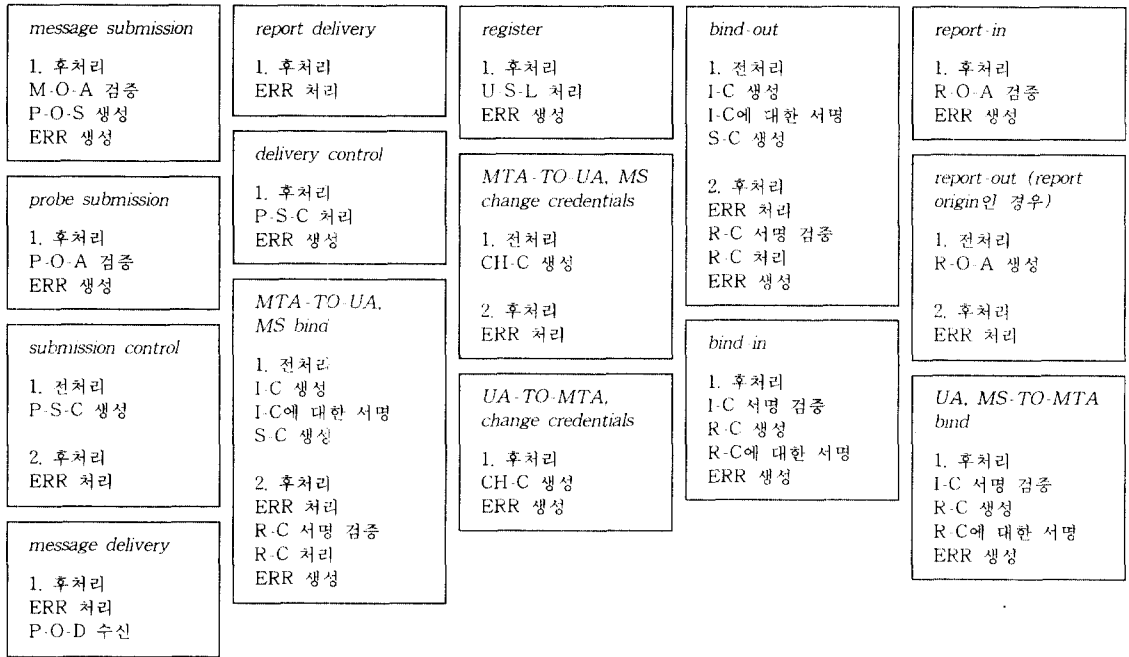 message submission
1. 후처리
M-O-A 검증
P-O-S 생성
ERR 생성
probe submission
1. 후처리
P-O-A 검증
ERR 생성
submission control
1. 전처리
P-S-C 생성
2. 후처리
ERR 처리
message delivery
1. 후처리
ERR 처리
P-O-D 수신
report delivery
1. 후처리
ERR 처리
delivery control
1. 후처리
P-S-C 처리
ERR 생성
MTA-TO-UA,
MS bind
1. 전처리
I-C 생성
I-C에 대한 서명
S-C 생성
2. 후처리
ERR 처리
R-C 서명 검증
R-C 처리
ERR 생성
register
1. 후처리
U-S-L 처리
ERR 생성
MTA-TO-UA, MS
change credentials
1. 전처리
CH-C 생성
2. 후처리
ERR 처리
UA-TO-MTA,
change credentials
1. 후처리
CH-C 생성
ERR 생성
bind-out
1. 전처리
I-C 생성
I-C에 대한 서명
S-C 생성
2. 후처리
ERR 처리
R-C 서명 검증
R-C 처리
ERR 생성
bind-in
1. 후처리
I-C 서명 검증
R-C 생성
R-C에 대한 서명
ERR 생성
report-in
1. 후처리
R-O-A 검증
ERR 생성
report-out (report
origin인 경우)
1. 전처리
R-O-A 생성
2. 후처리
ERR 처리
UA, MS-TO-MTA
bind
1. 후처리
I-C 서명 검증
R-C 생성
R-C에 대한 서명
ERR 생성